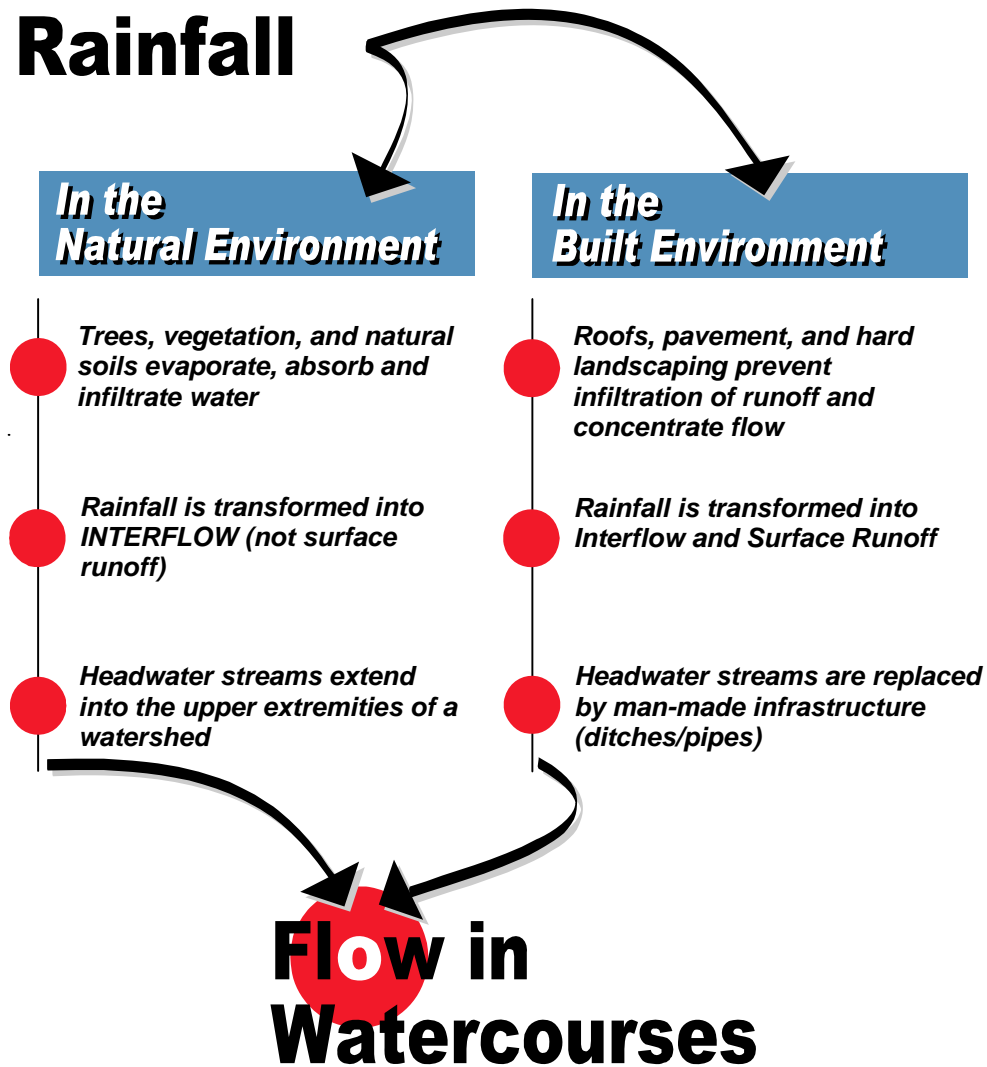 Rainfall
In the
Natural Environment
Trees, vegetation, and natural
soils evaporate, absorb and
infiltrate water
Rainfall is transformed into
INTERFLOW (not surface
runoff)
Headwater streams extend
into the upper extremities of a
watershed
In the
Built Environment
Roofs, pavement, and hard
landscaping prevent
infiltration of runoff and
concentrate flow
Rainfall is transformed into
Interflow and Surface Runoff
Headwater streams are replaced
by man-made infrastructure
(ditches/pipes)
Flow in
Watercourses